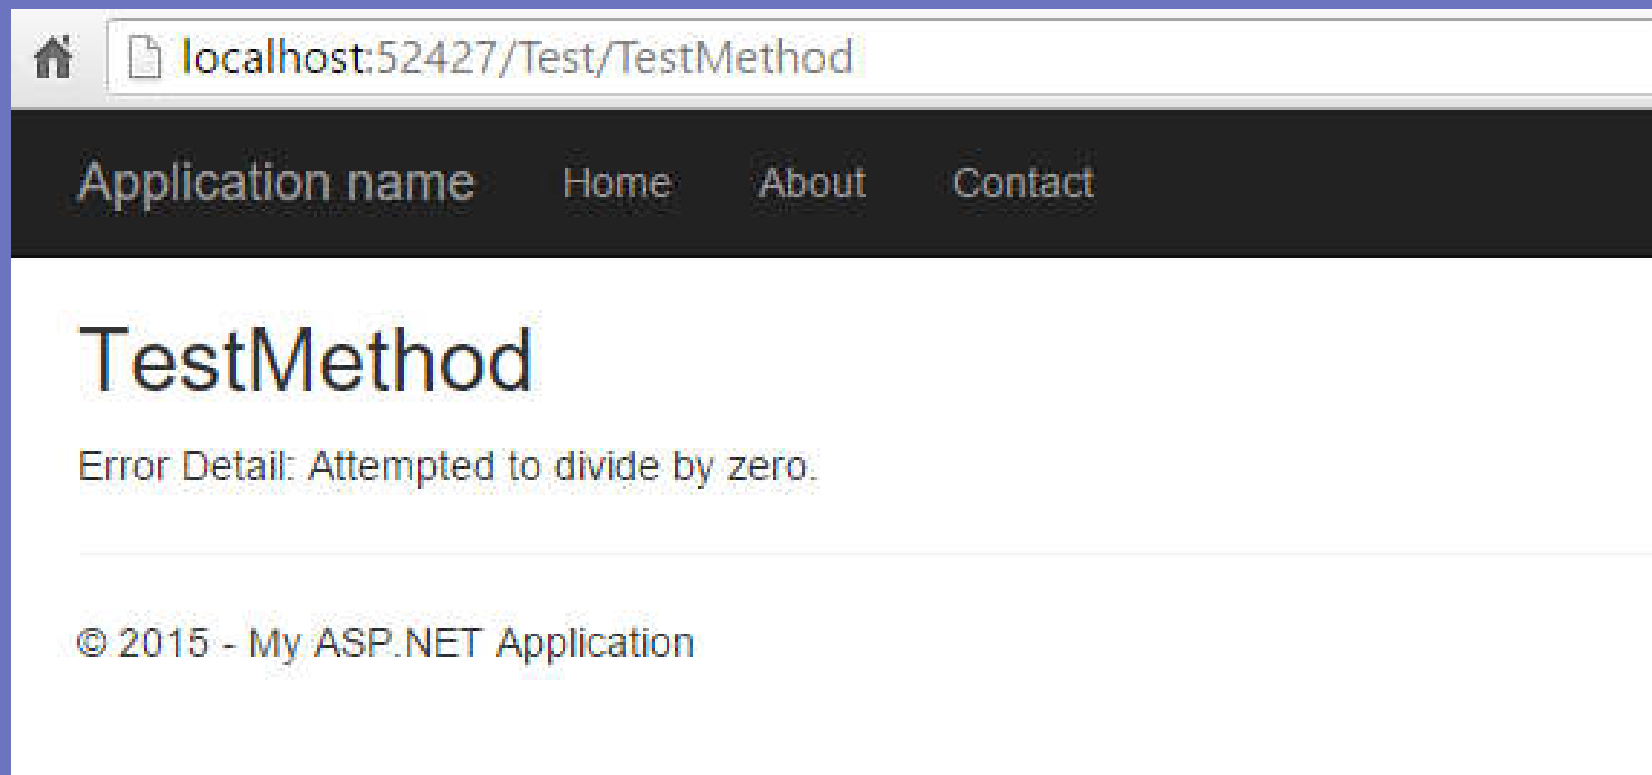 localhost:52427/Test/TestMethod
Application name Home About Contact
TestMethod
Error Detail: Attempted to divide by zero.
© 2015 - My ASP.NET Application